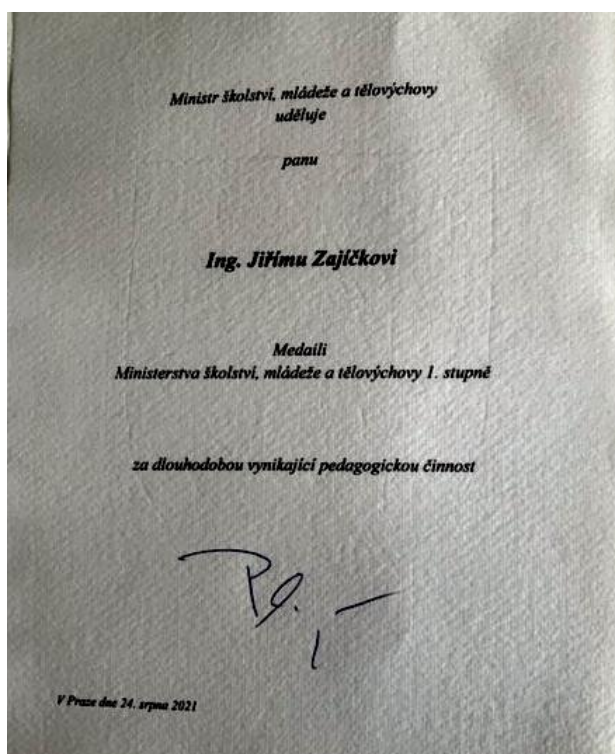 Ministr školství, mládeže a tělovýchovy
uděluje
panu
Ing. Jiřímu Zajíčkovi
Medaili
Ministerstva školství, mládeže a tělovýchovy 1. stupně
za dlouhodobou vynikající pedagogickou činnost
V Praze dne 24. srpna 2021